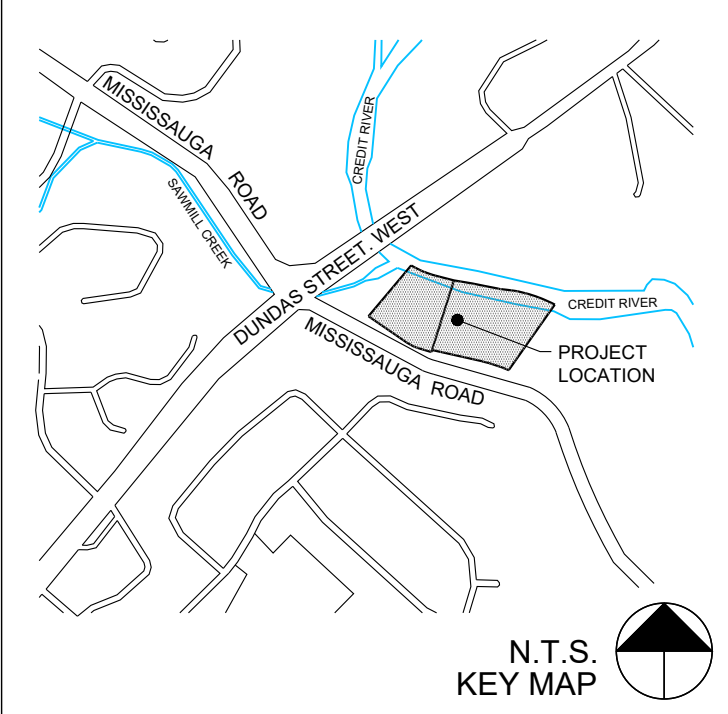 MISSISSAUGA ROAD
CREDIT RIVER
SAWMILL CREEK
DUNDAS STREET. WEST
CREDIT RIVER
MISSISSAUGA ROAD
PROJECT
LOCATION
N.T.S.
KEY MAP